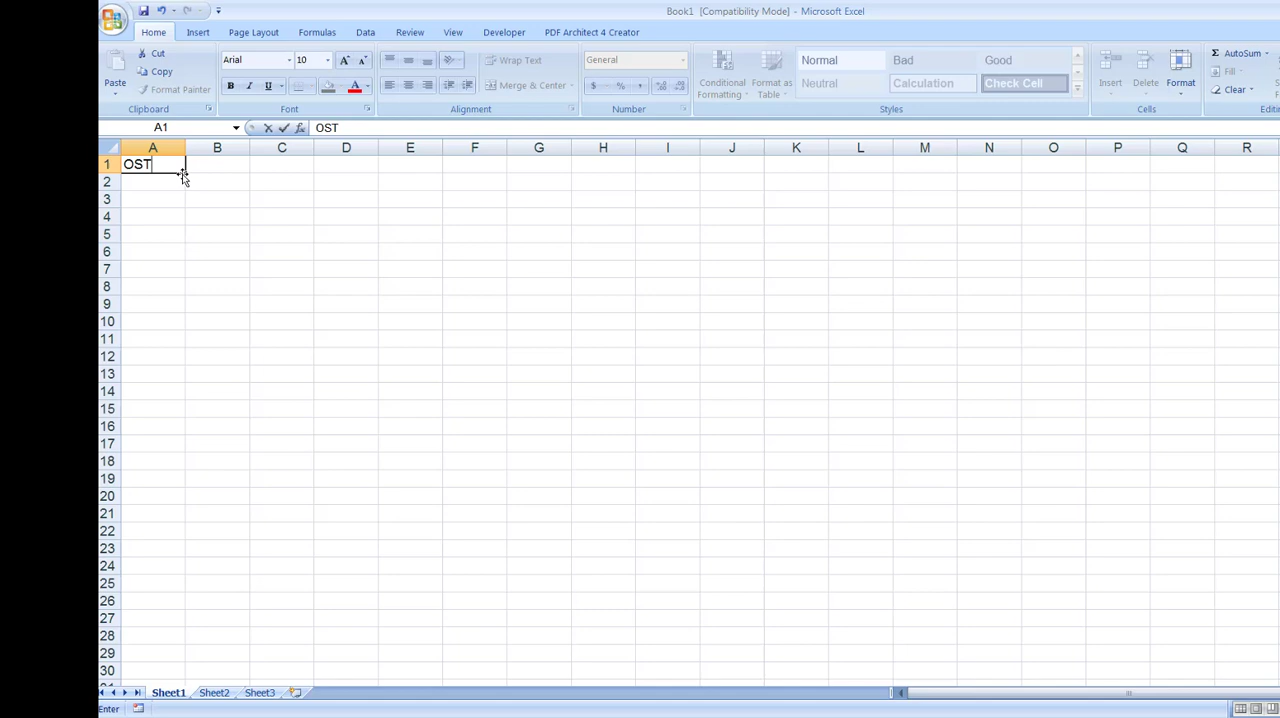 Book1 [Compatibility Mode] - Microsoft Excel
Home Insert Page Layout Formulas Data Review View Developer PDF Architect 4 Creator
Paste Cut Copy Format Painter Clipboard
Arial 10 B I U A Font
Wrap Text Merge & Center Alignment
General $ % , Number
Conditional Formatting Format as Table Normal Bad Good Neutral Calculation Check Cell Styles
Insert Delete Format Cells
AutoSum Fill Clear
A1 fx OST
A B C D E F G H I J K L M N O P Q R
1 OST
2
3
4
5
6
7
8
9
10
11
12
13
14
15
16
17
18
19
20
21
22
23
24
25
26
27
28
29
30
Sheet1 Sheet2 Sheet3
Enter